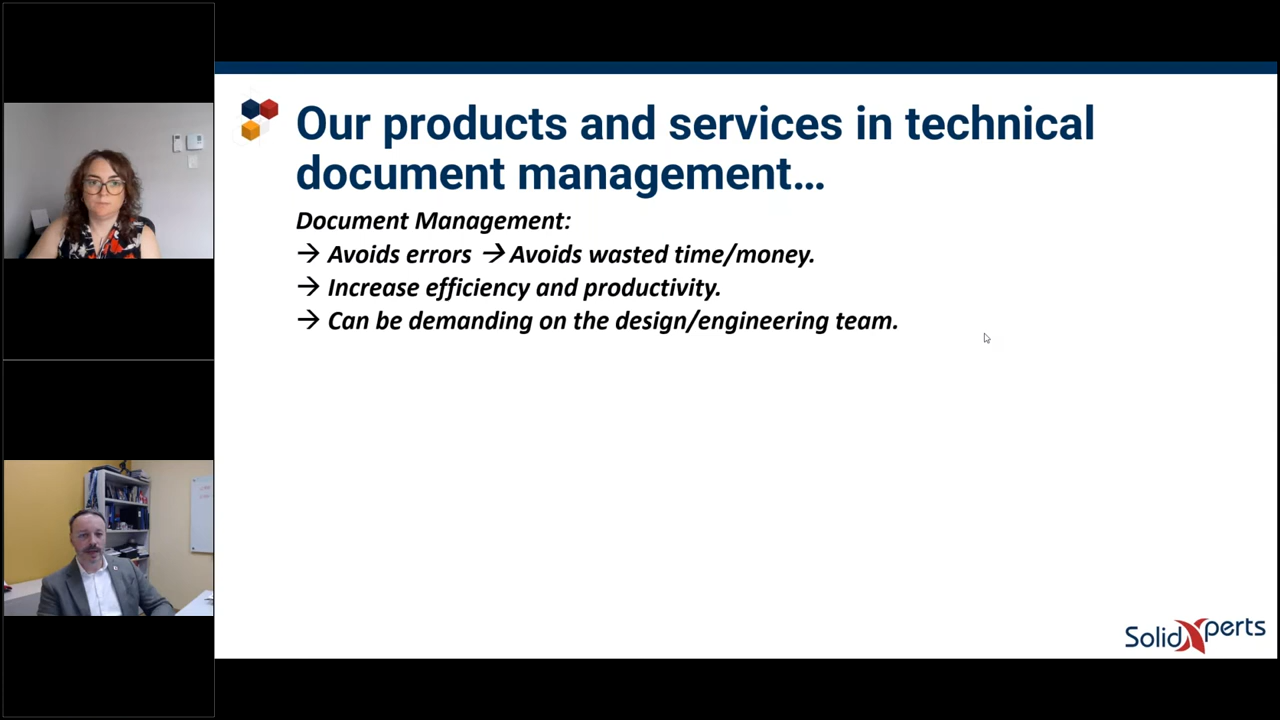 Our products and services in technical
document management...
Document Management:
→ Avoids errors → Avoids wasted time/money.
→ Increase efficiency and productivity.
→ Can be demanding on the design/engineering team.
SolidXperts